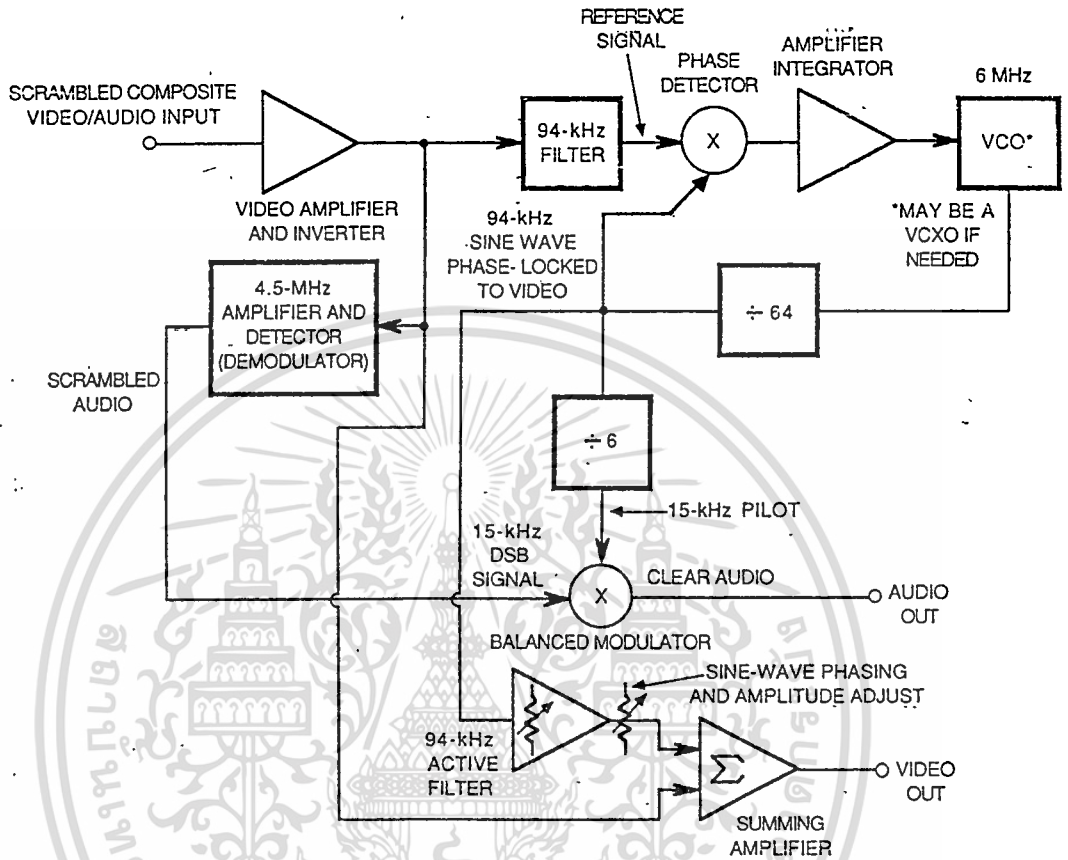 REFERENCE
SIGNAL
PHASE
DETECTOR
AMPLIFIER
INTEGRATOR
6 MHz
SCRAMBLED COMPOSITE
VIDEO/AUDIO INPUT
94-kHz
FILTER
X
VCO*
VIDEO AMPLIFIER
AND INVERTER
94-kHz
SINE WAVE
PHASE-LOCKED
TO VIDEO
*MAY BE A
VCXO IF
NEEDED
4.5-MHz
AMPLIFIER AND
DETECTOR
(DEMODULATOR)
÷ 64
SCRAMBLED
AUDIO
÷ 6
15-kHz PILOT
15-kHz
DSB
SIGNAL
X
CLEAR AUDIO
AUDIO
OUT
BALANCED MODULATOR
SINE-WAVE PHASING
AND AMPLITUDE ADJUST
94-kHz
ACTIVE
FILTER
Σ
VIDEO
OUT
SUMMING
AMPLIFIER